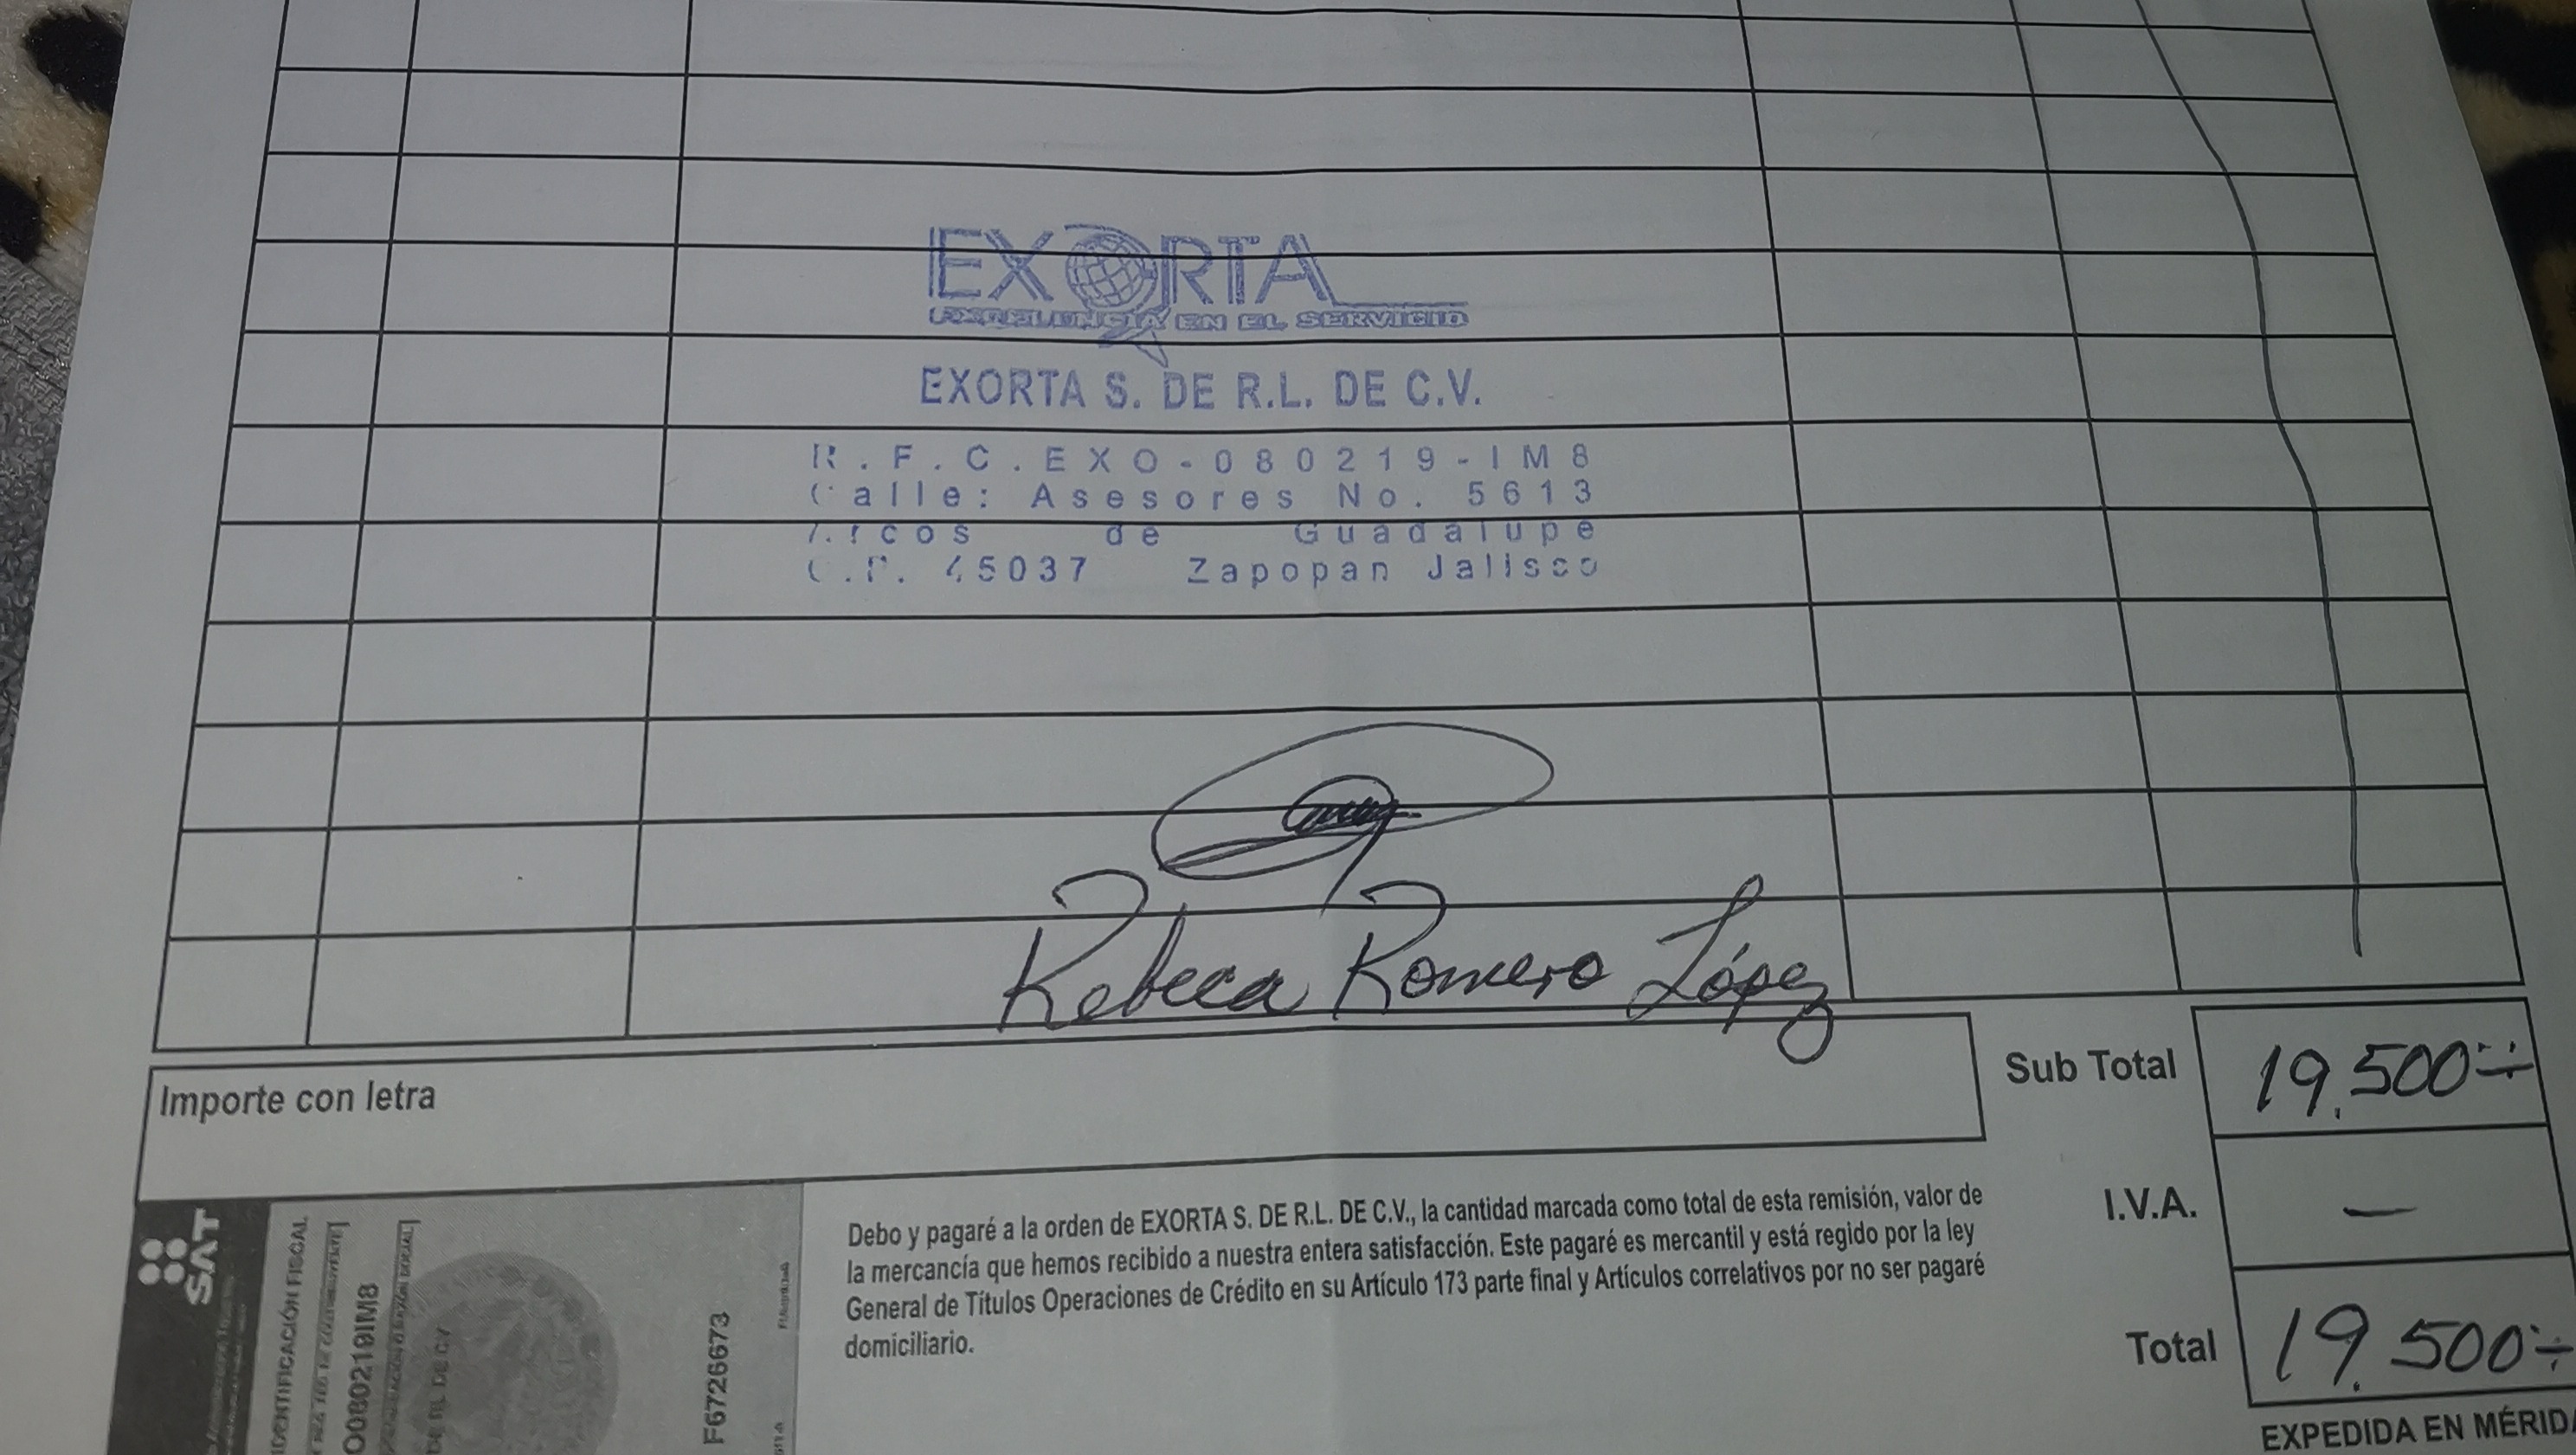 EXORTA
EXCELENCIA EN EL SERVICIO
EXORTA S. DE R.L. DE C.V.
R.F.C.EXO-080219-IM8
Calle: Asesores No. 5613
Arcos de Guadalupe
C.P. 45037 Zapopan Jalisco
Rebeca Romero López
Importe con letra
Sub Total 19,500
I.V.A. —
Total 19,500
SAT
IDENTIFICACIÓN FISCAL
O080219IM8
DE RL DE CV
F6726673
Debo y pagaré a la orden de EXORTA S. DE R.L. DE C.V., la cantidad marcada como total de esta remisión, valor de
la mercancía que hemos recibido a nuestra entera satisfacción. Este pagaré es mercantil y está regido por la ley
General de Títulos Operaciones de Crédito en su Artículo 173 parte final y Artículos correlativos por no ser pagaré
domiciliario.
EXPEDIDA EN MÉRIDA